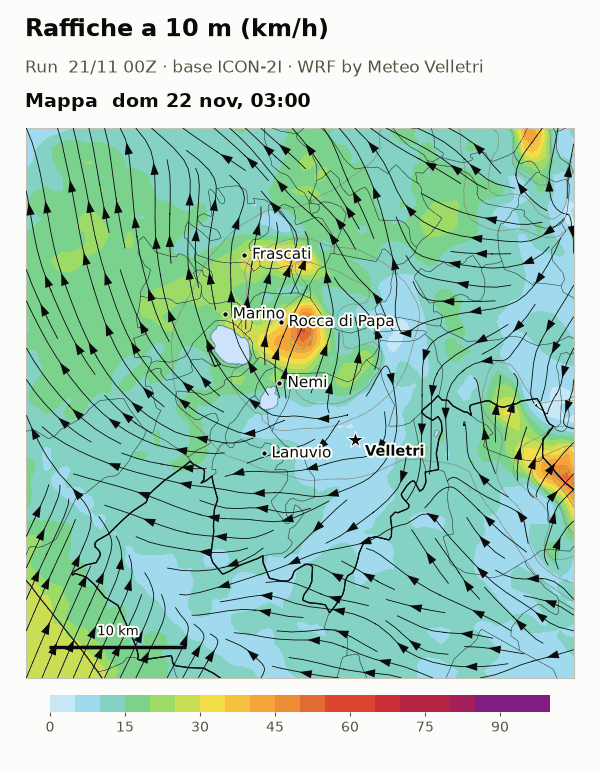 Raffiche a 10 m (km/h)
Run  21/11 00Z · base ICON-2I · WRF by Meteo Velletri
Mappa  dom 22 nov, 03:00
Frascati
Marino
Rocca di Papa
Nemi
Velletri
Lanuvio
10 km
0 15 30 45 60 75 90